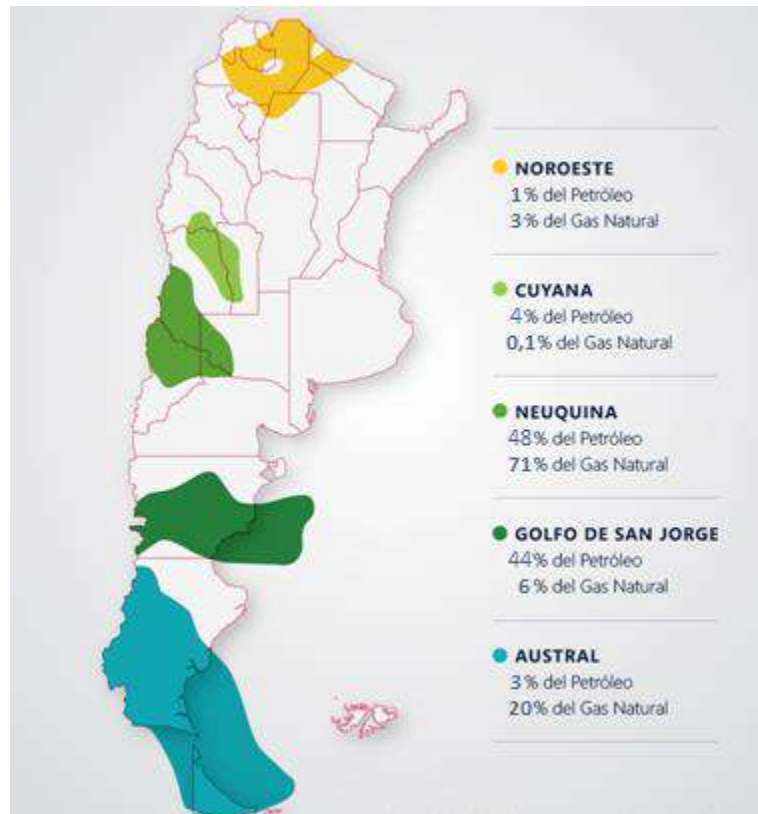 NOROESTE
1% del Petróleo
3% del Gas Natural
CUYANA
4% del Petróleo
0,1% del Gas Natural
NEUQUINA
48% del Petróleo
71% del Gas Natural
GOLFO DE SAN JORGE
44% del Petróleo
6% del Gas Natural
AUSTRAL
3% del Petróleo
20% del Gas Natural